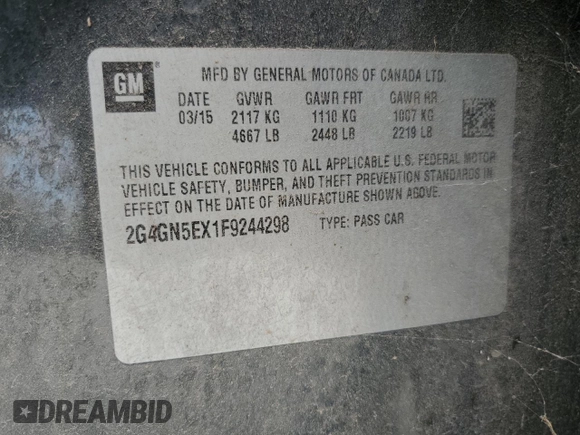 GM
MFD BY GENERAL MOTORS OF CANADA LTD.
DATE GVWR GAWR FRT GAWR RR
03/15 2117 KG 1110 KG 1007 KG
4667 LB 2448 LB 2219 LB
THIS VEHICLE CONFORMS TO ALL APPLICABLE U.S. FEDERAL MOTOR
VEHICLE SAFETY, BUMPER, AND THEFT PREVENTION STANDARDS IN
EFFECT ON THE DATE OF MANUFACTURE SHOWN ABOVE.
2G4GN5EX1F9244298 TYPE: PASS CAR
DREAMBID